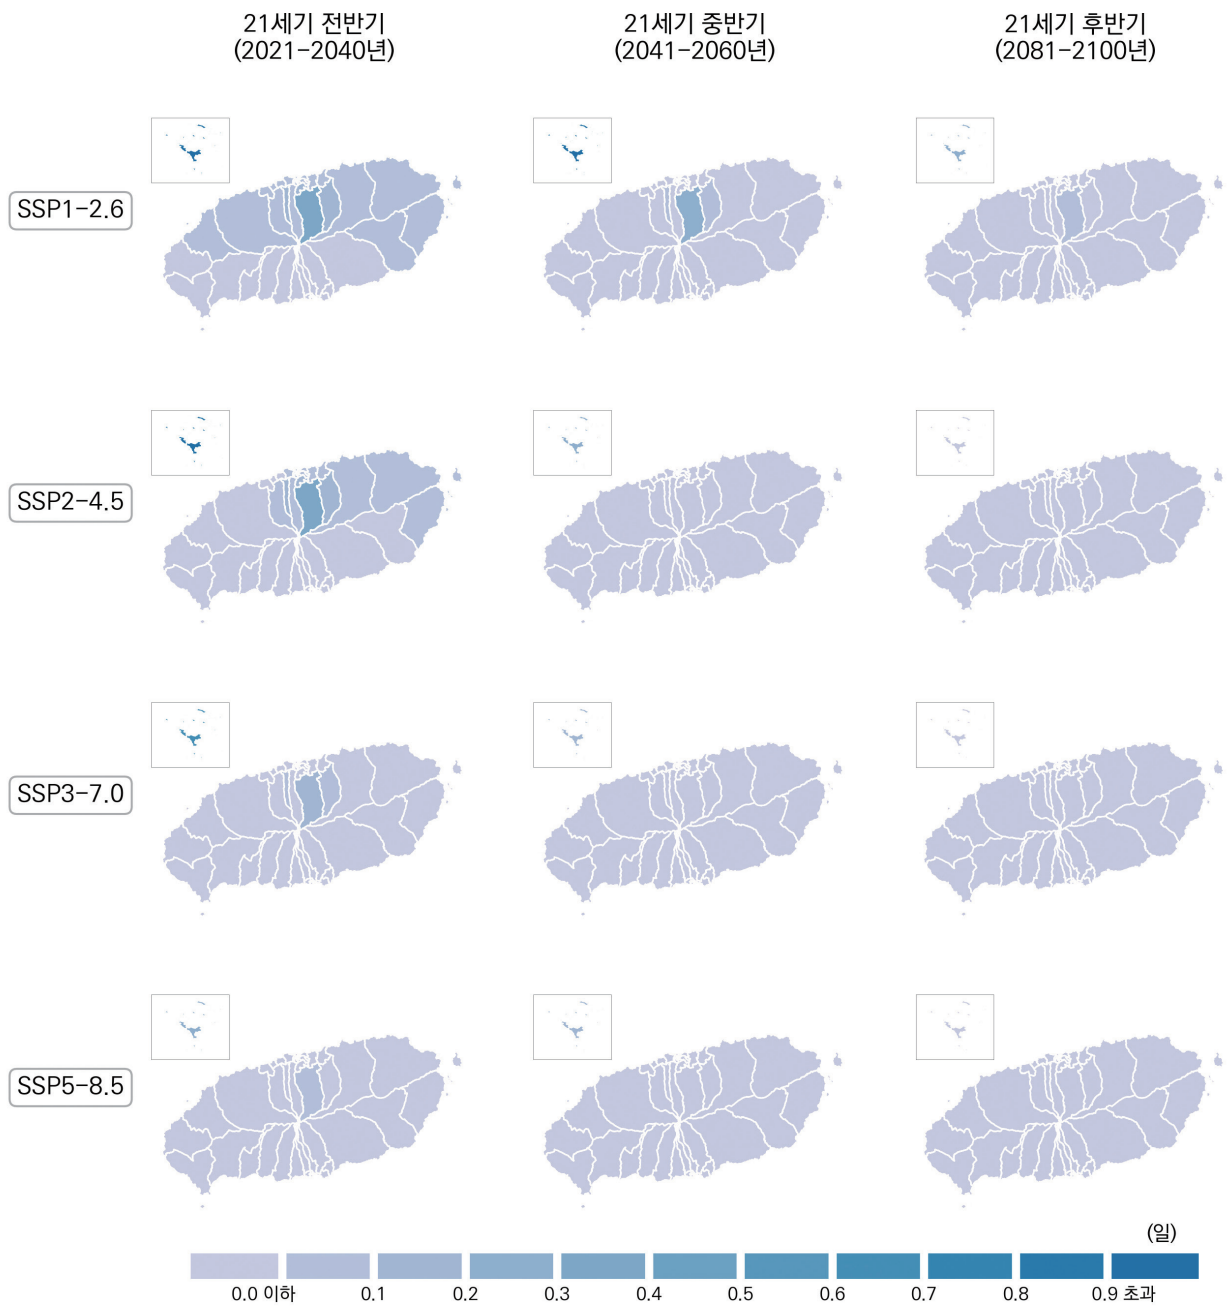 21세기 전반기
(2021-2040년)
21세기 중반기
(2041-2060년)
21세기 후반기
(2081-2100년)
SSP1-2.6
SSP2-4.5
SSP3-7.0
SSP5-8.5
(일)
0.0 이하 0.1 0.2 0.3 0.4 0.5 0.6 0.7 0.8 0.9 초과